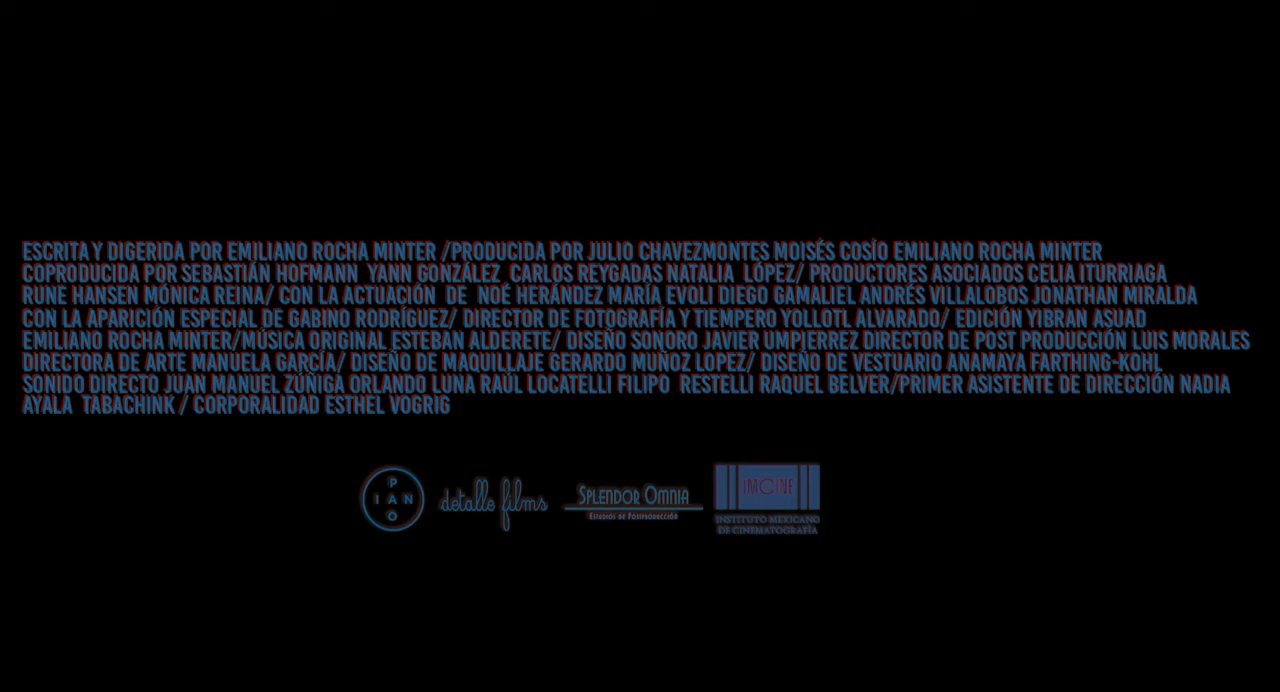 ESCRITA Y DIGERIDA POR EMILIANO ROCHA MINTER /PRODUCIDA POR JULIO CHAVEZMONTES MOISÉS COSÍO EMILIANO ROCHA MINTER
COPRODUCIDA POR SEBASTIÁN HOFMANN YANN GONZÁLEZ CARLOS REYGADAS NATALIA LÓPEZ/ PRODUCTORES ASOCIADOS CELIA ITURRIAGA
RUNE HANSEN MÓNICA REINA/ CON LA ACTUACIÓN DE NOÉ HERÁNDEZ MARÍA EVOLI DIEGO GAMALIEL ANDRÉS VILLALOBOS JONATHAN MIRALDA
CON LA APARICIÓN ESPECIAL DE GABINO RODRÍGUEZ/ DIRECTOR DE FOTOGRAFÍA Y TIEMPERO YOLLOTL ALVARADO/ EDICIÓN YIBRAN ASUAD
EMILIANO ROCHA MINTER/MÚSICA ORIGINAL ESTEBAN ALDERETE/ DISEÑO SONORO JAVIER UMPIERREZ DIRECTOR DE POST PRODUCCIÓN LUIS MORALES
DIRECTORA DE ARTE MANUELA GARCÍA/ DISEÑO DE MAQUILLAJE GERARDO MUÑOZ LOPEZ/ DISEÑO DE VESTUARIO ANAMAYA FARTHING-KOHL
SONIDO DIRECTO JUAN MANUEL ZÚÑIGA ORLANDO LUNA RAÚL LOCATELLI FILIPO RESTELLI RAQUEL BELVER/PRIMER ASISTENTE DE DIRECCIÓN NADIA
AYALA TABACHINK / CORPORALIDAD ESTHEL VOGRIG
PIANO
detalle films
SPLENDOR OMNIA
ESTUDIOS DE POSTPRODUCCIÓN
IMCINE
INSTITUTO MEXICANO
DE CINEMATOGRAFÍA